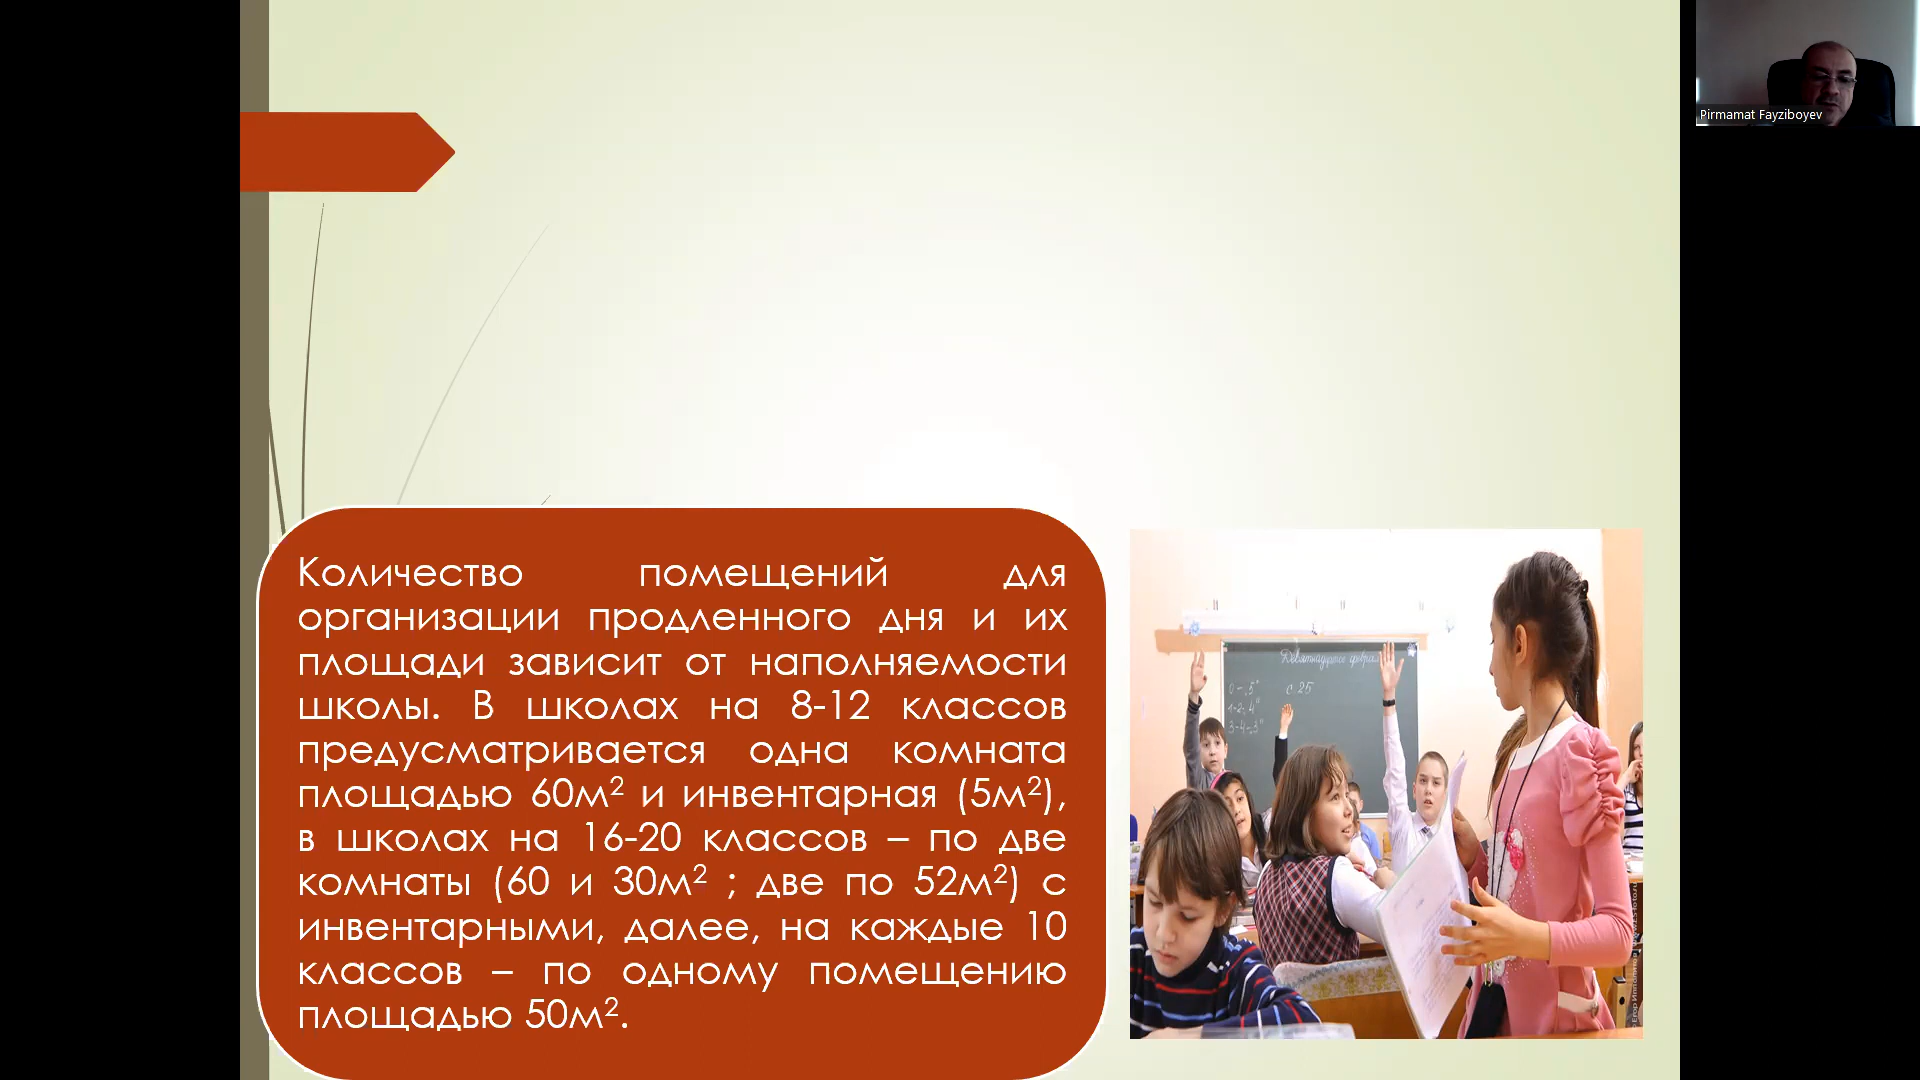 Pirmamat Fayziboyev
Количество помещений для
организации продленного дня и их
площади зависит от наполняемости
школы. В школах на 8-12 классов
предусматривается одна комната
площадью 60м² и инвентарная (5м²),
в школах на 16-20 классов – по две
комнаты (60 и 30м² ; две по 52м²) с
инвентарными, далее, на каждые 10
классов – по одному помещению
площадью 50м².
с 25